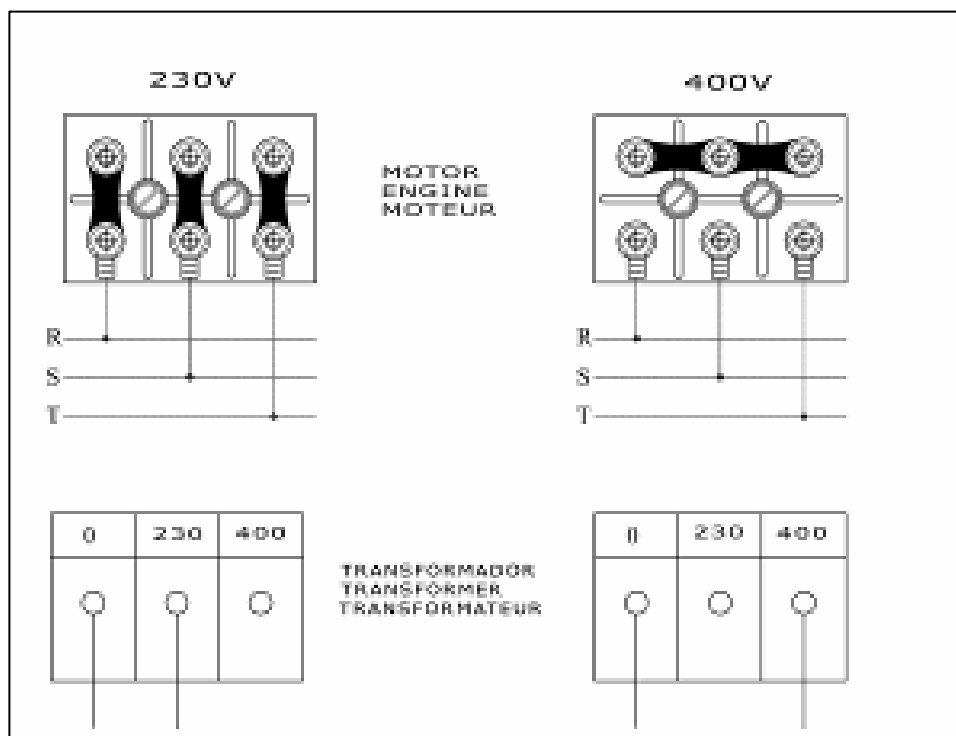 230V
400V
MOTOR
ENGINE
MOTEUR
R
S
T
R
S
T
0 230 400
0 230 400
TRANSFORMADOR
TRANSFORMER
TRANSFORMATEUR